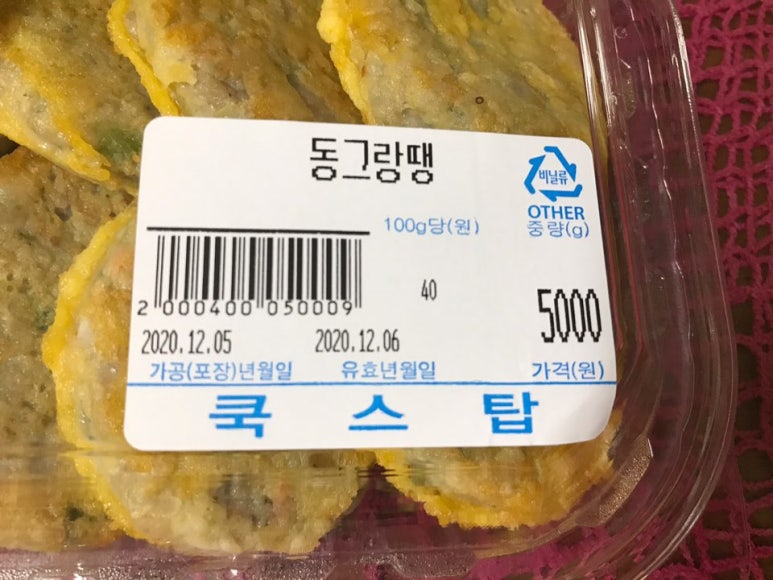 동그랑땡
비닐류
OTHER
100g당(원) 중량(g)
2 000400 050009 40 5000
2020.12.05 2020.12.06
가공(포장)년월일 유효년월일 가격(원)
쿡스탑